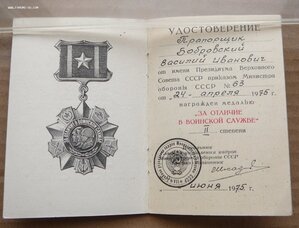 УДОСТОВЕРЕНИЕ
Прапорщик
Бобровский
Василий Иванович
от имени Президиума Верховного
Совета СССР приказом Министра
обороны СССР № 63
от "24" апреля 1975 г.
награжден медалью
"ЗА ОТЛИЧИЕ
В ВОИНСКОЙ СЛУЖБЕ"
II степени
СССР
июня 1975 г.